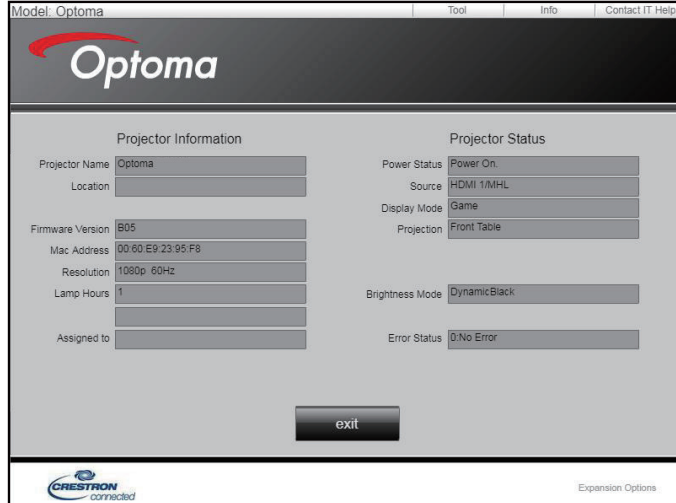 Model: Optoma
Tool Info Contact IT Help
Optoma
Projector Information
Projector Name Optoma
Location
Firmware Version B05
Mac Address 00:60:E9:23:95:F8
Resolution 1080p 60Hz
Lamp Hours 1
Assigned to
Projector Status
Power Status Power On.
Source HDMI 1/MHL
Display Mode Game
Projection Front Table
Brightness Mode DynamicBlack
Error Status 0:No Error
exit
CRESTRON
connected
Expansion Options